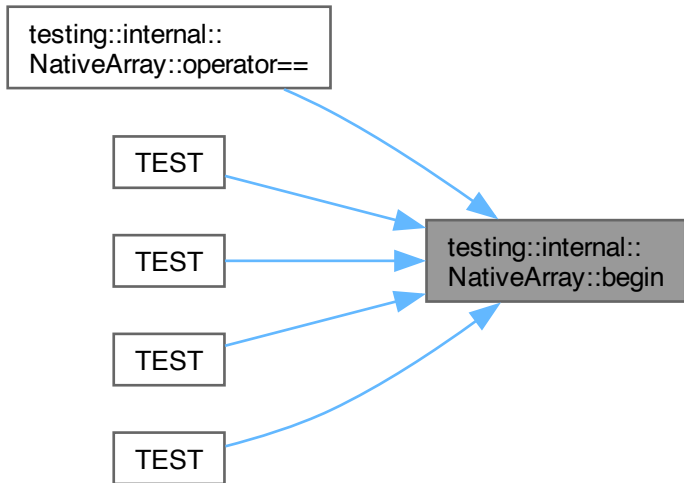 testing::internal::
NativeArray::operator==
TEST
TEST
testing::internal::
NativeArray::begin
TEST
TEST